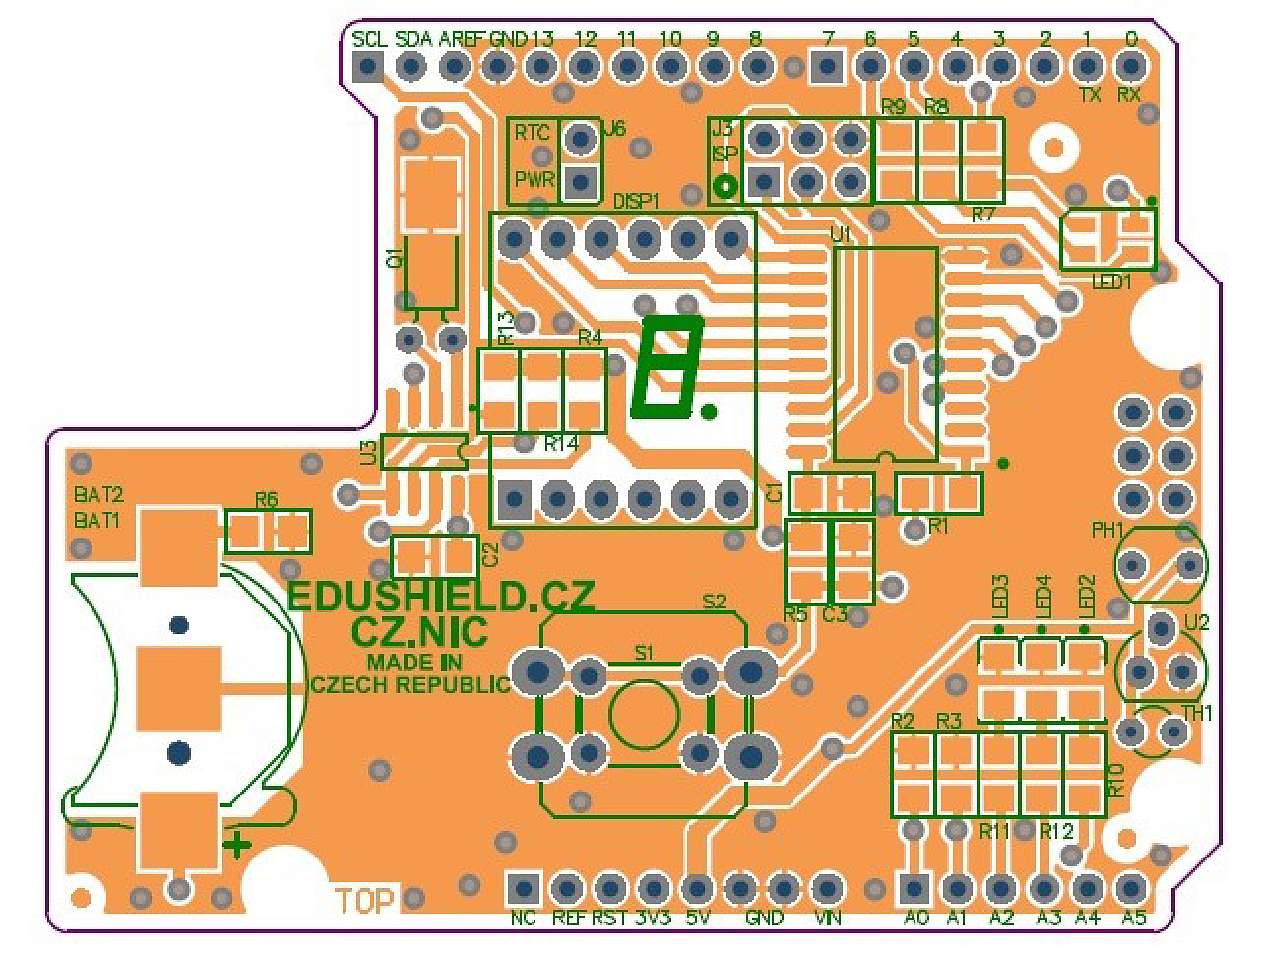 SCL SDA AREF GND 13 12 11 10 9 8 7 6 5 4 3 2 1 0
TX RX
R9 R8
RTC J6 J3
ISP
PWR
DISP1 R7
U1
Q1
LED1
R13 R4
R14
U3
BAT2 R6 C1
BAT1 R1 PH1
C2
EDUSHIELD.CZ
CZ.NIC
MADE IN
CZECH REPUBLIC
S2 R5 C3 LED3 LED4 LED2
U2
S1
TH1
R2 R3
R10
R11 R12
+
TOP
NC REF RST 3V3 5V GND VIN A0 A1 A2 A3 A4 A5